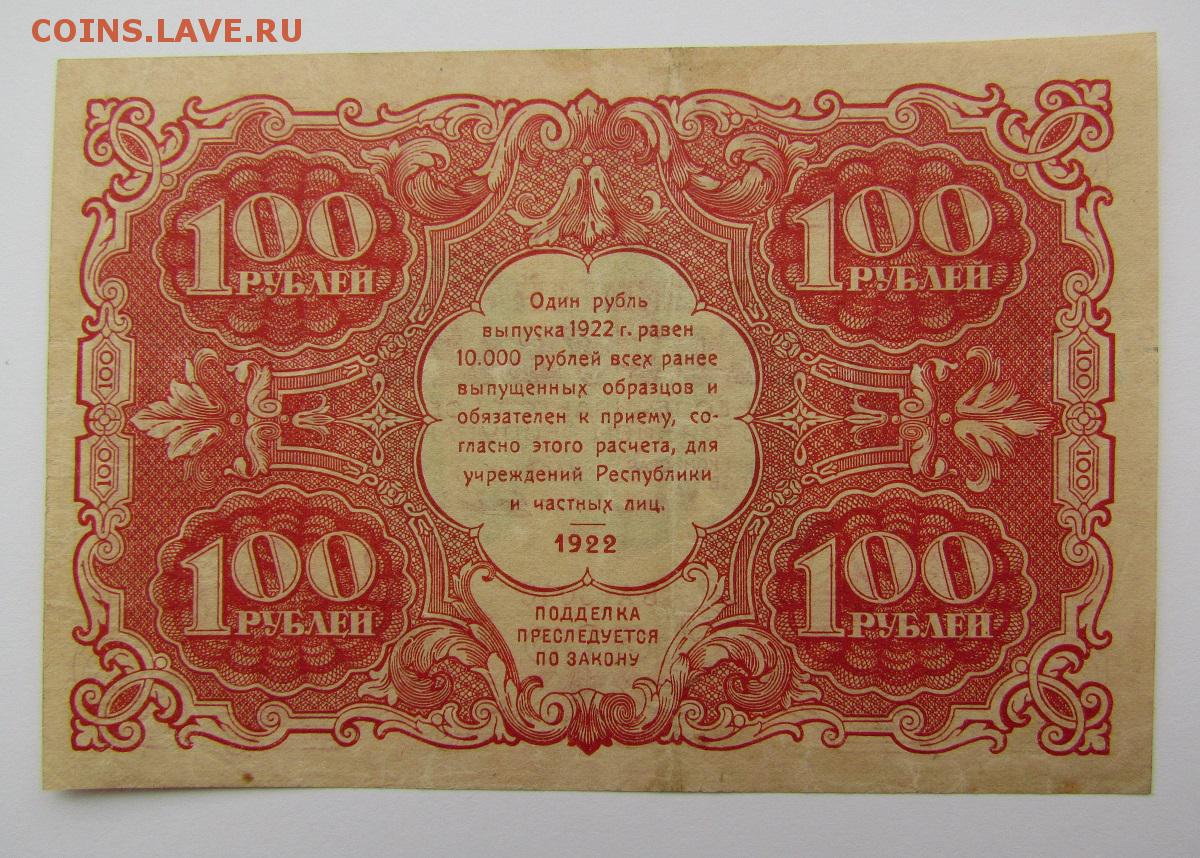 COINS.LAVE.RU
100 100
РУБЛЕЙ РУБЛЕЙ
Один рубль
выпуска 1922 г. равен
10.000 рублей всех ранее
выпущенных образцов и
обязателен к приему, со-
гласно этого расчета, для
учреждений Республики
и частных лиц.
1922
100 100
100 100
100 100
РУБЛЕЙ РУБЛЕЙ
ПОДДЕЛКА
ПРЕСЛЕДУЕТСЯ
ПО ЗАКОНУ